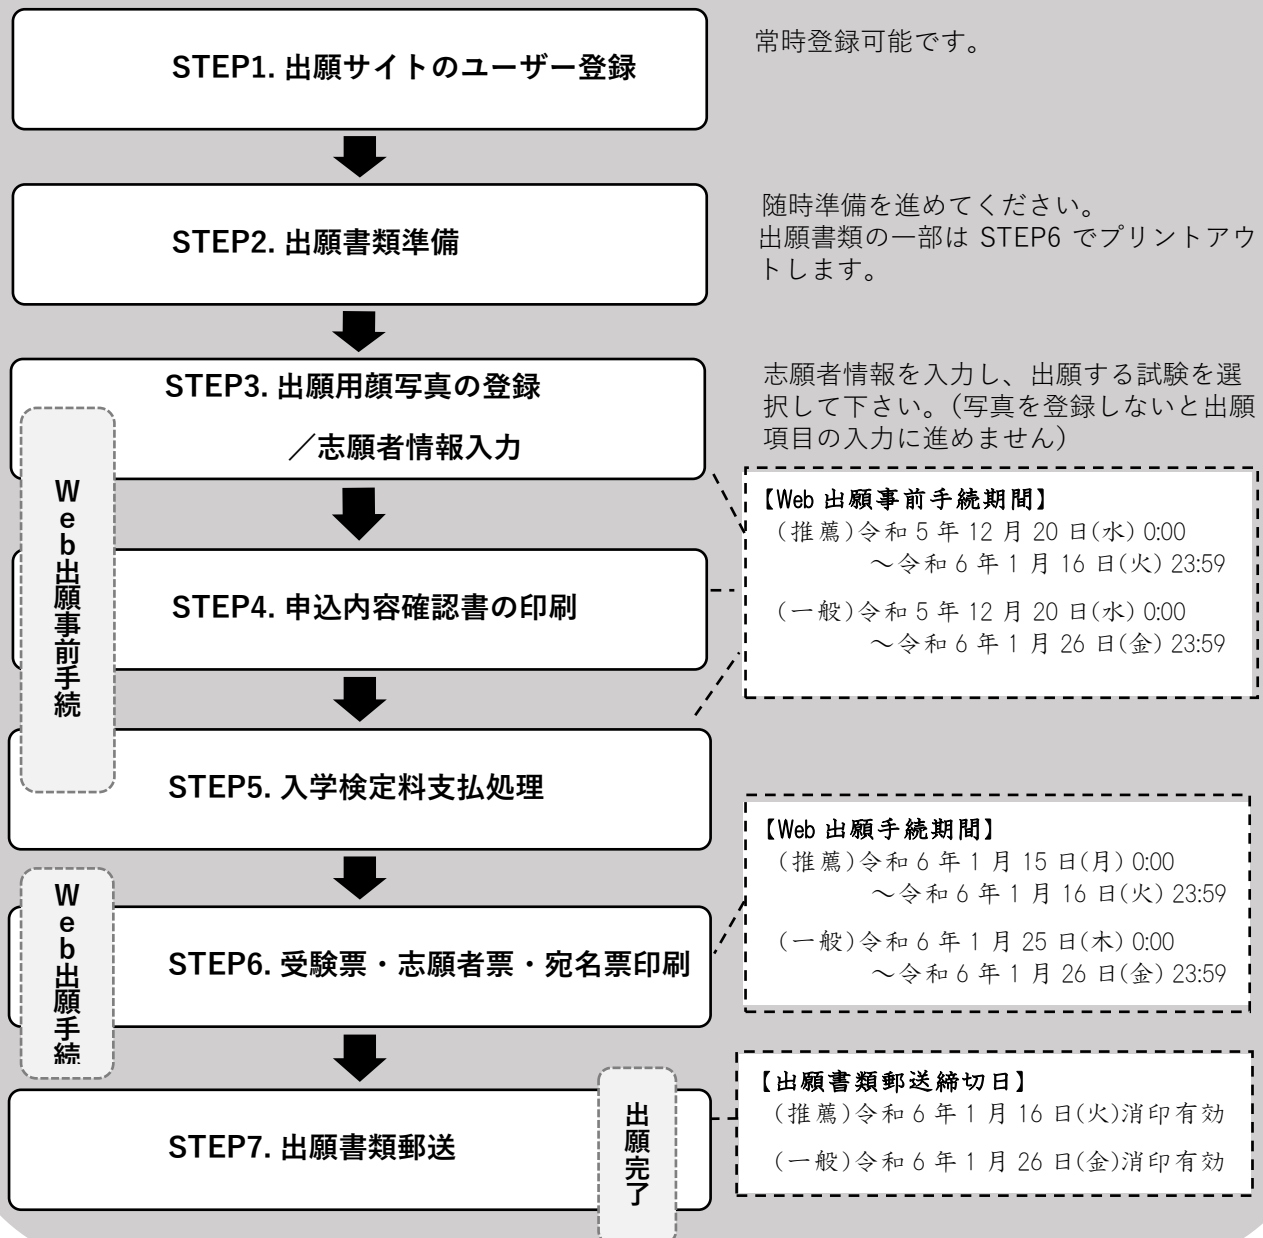 STEP1. 出願サイトのユーザー登録
常時登録可能です。
STEP2. 出願書類準備
随時準備を進めてください。
出願書類の一部は STEP6 でプリントアウ
トします。
STEP3. 出願用顔写真の登録
／志願者情報入力
志願者情報を入力し、出願する試験を選
択して下さい。（写真を登録しないと出願
項目の入力に進めません）
Web出願事前手続
【Web 出願事前手続期間】
（推薦）令和 5 年 12 月 20 日(水) 0:00
～令和 6 年 1 月 16 日(火) 23:59
（一般）令和 5 年 12 月 20 日(水) 0:00
～令和 6 年 1 月 26 日(金) 23:59
STEP4. 申込内容確認書の印刷
STEP5. 入学検定料支払処理
Web出願手続
【Web 出願手続期間】
（推薦）令和 6 年 1 月 15 日(月) 0:00
～令和 6 年 1 月 16 日(火) 23:59
（一般）令和 6 年 1 月 25 日(木) 0:00
～令和 6 年 1 月 26 日(金) 23:59
STEP6. 受験票・志願者票・宛名票印刷
STEP7. 出願書類郵送
出願完了
【出願書類郵送締切日】
（推薦）令和 6 年 1 月 16 日(火)消印有効
（一般）令和 6 年 1 月 26 日(金)消印有効